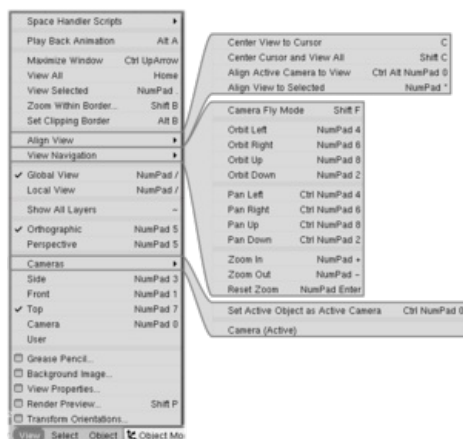 Space Handler Scripts
Play Back Animation Alt A
Maximize Window Ctrl UpArrow
View All Home
View Selected NumPad .
Zoom Within Border... Shift B
Set Clipping Border Alt B
Align View
View Navigation
Global View NumPad /
Local View NumPad /
Show All Layers ~
Orthographic NumPad 5
Perspective NumPad 5
Cameras
Side NumPad 3
Front NumPad 1
Top NumPad 7
Camera NumPad 0
User
Grease Pencil...
Background Image...
View Properties...
Render Preview... Shift P
Transform Orientations...
View Select Object Object Mo
Center View to Cursor C
Center Cursor and View All Shift C
Align Active Camera to View Ctrl Alt NumPad 0
Align View to Selected NumPad *
Camera Fly Mode Shift F
Orbit Left NumPad 4
Orbit Right NumPad 6
Orbit Up NumPad 8
Orbit Down NumPad 2
Pan Left Ctrl NumPad 4
Pan Right Ctrl NumPad 6
Pan Up Ctrl NumPad 8
Pan Down Ctrl NumPad 2
Zoom In NumPad +
Zoom Out NumPad -
Reset Zoom NumPad Enter
Set Active Object as Active Camera Ctrl NumPad 0
Camera (Active)